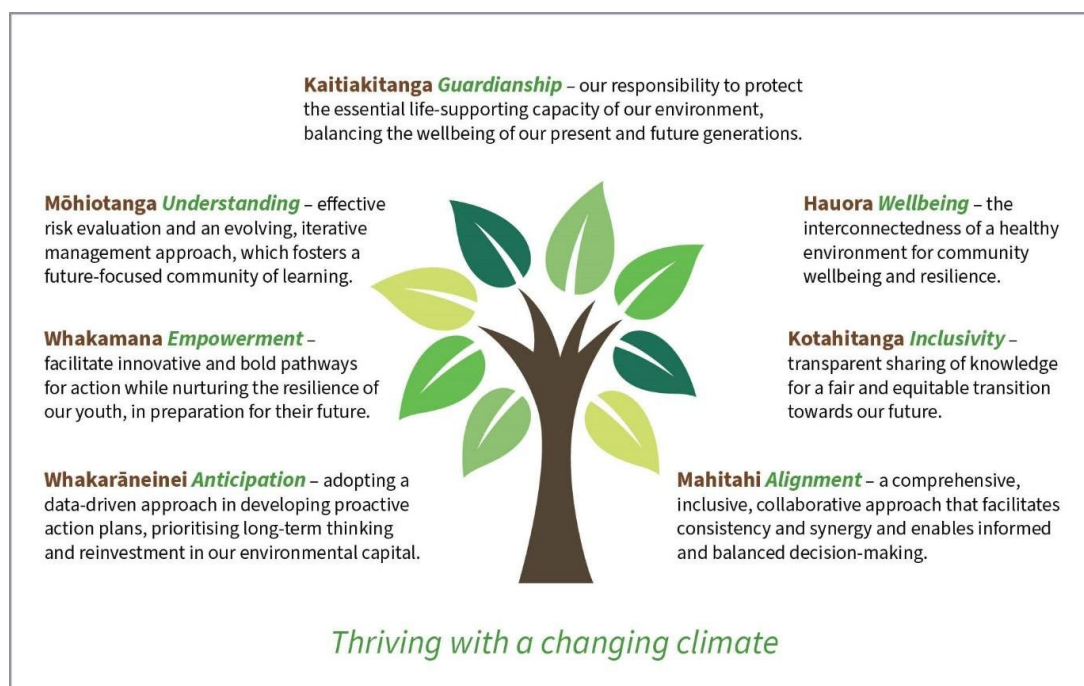 Kaitiakitanga Guardianship – our responsibility to protect
the essential life-supporting capacity of our environment,
balancing the wellbeing of our present and future generations.
Mōhiotanga Understanding – effective
risk evaluation and an evolving, iterative
management approach, which fosters a
future-focused community of learning.
Hauora Wellbeing – the
interconnectedness of a healthy
environment for community
wellbeing and resilience.
Whakamana Empowerment –
facilitate innovative and bold pathways
for action while nurturing the resilience of
our youth, in preparation for their future.
Kotahitanga Inclusivity –
transparent sharing of knowledge
for a fair and equitable transition
towards our future.
Whakarāneinei Anticipation – adopting a
data-driven approach in developing proactive
action plans, prioritising long-term thinking
and reinvestment in our environmental capital.
Mahitahi Alignment – a comprehensive,
inclusive, collaborative approach that facilitates
consistency and synergy and enables informed
and balanced decision-making.
Thriving with a changing climate